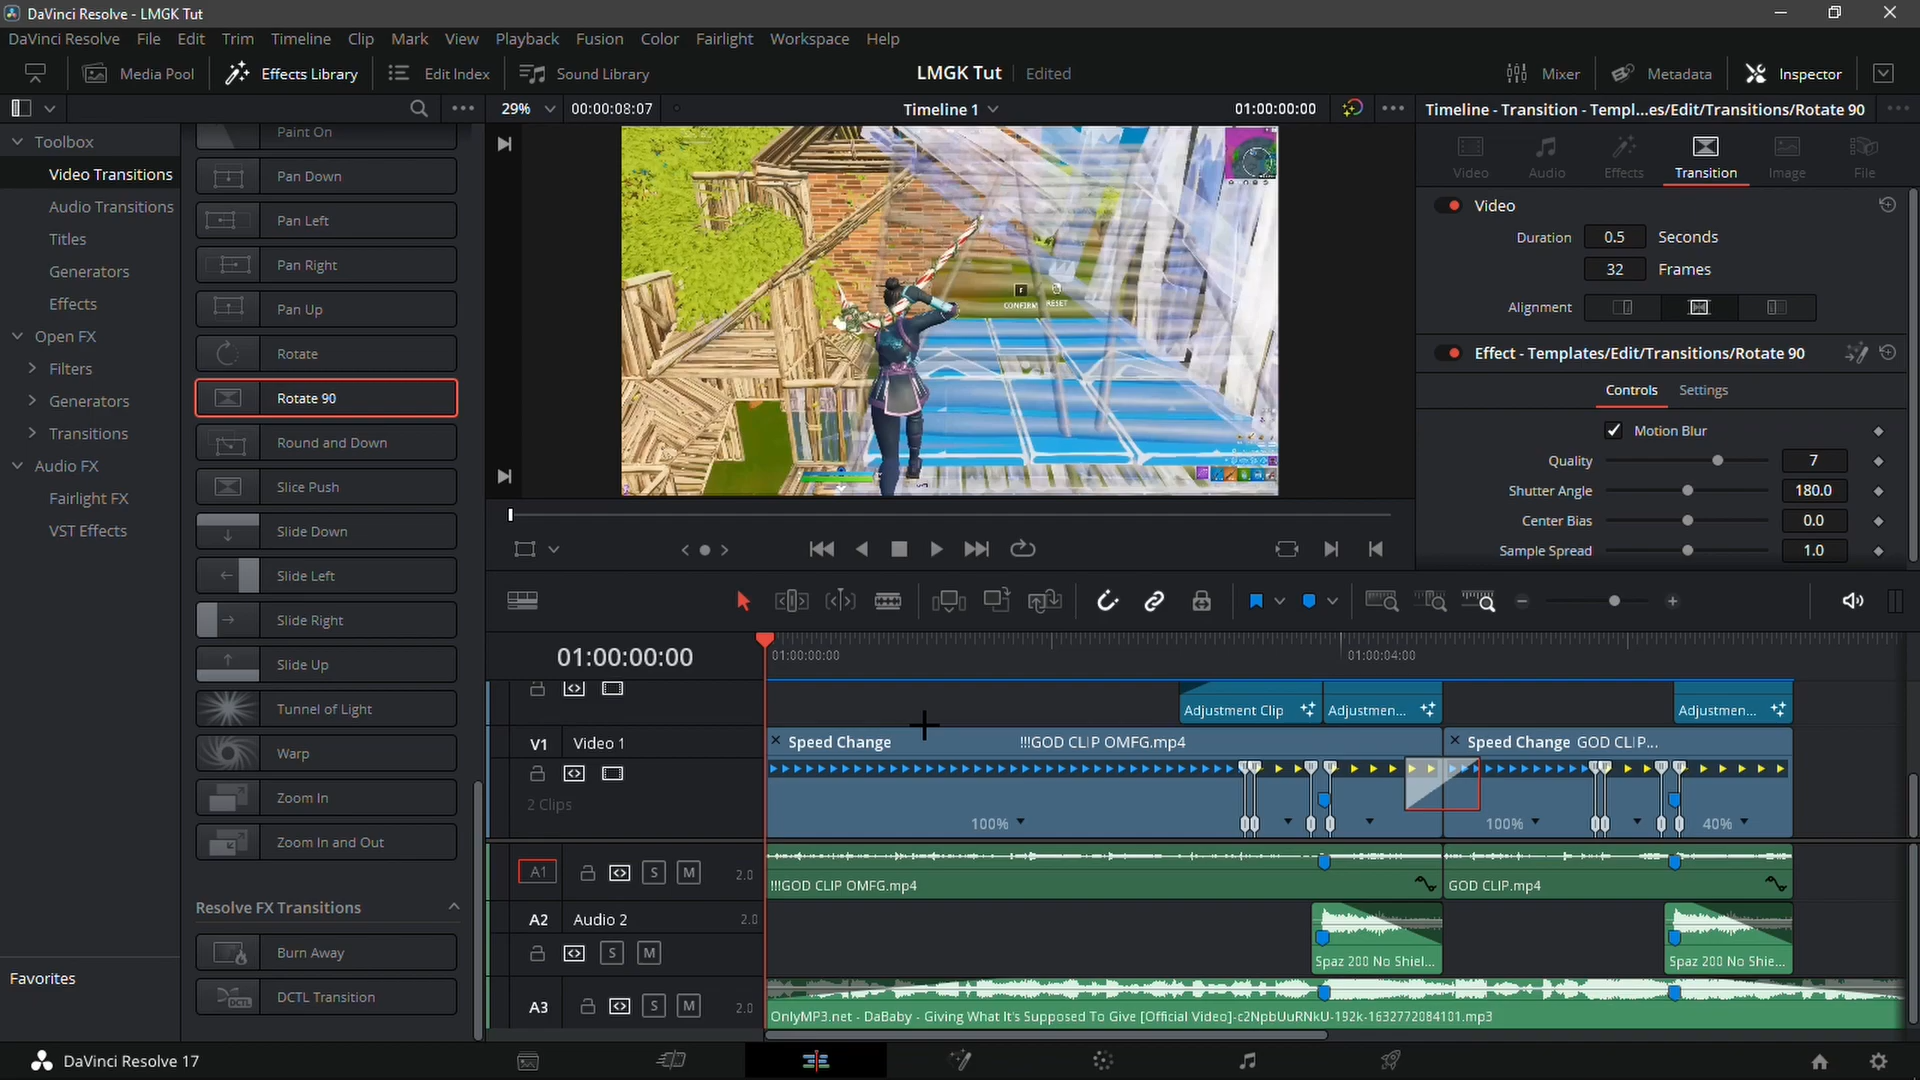 DaVinci Resolve - LMGK Tut
DaVinci Resolve File Edit Trim Timeline Clip Mark View Playback Fusion Color Fairlight Workspace Help
Media Pool Effects Library Edit Index Sound Library LMGK Tut Edited Mixer Metadata Inspector
29% 00:00:08:07 Timeline 1 01:00:00:00 Timeline - Transition - Templ...es/Edit/Transitions/Rotate 90
Toolbox
Video Transitions
Audio Transitions
Titles
Generators
Effects
Open FX
Filters
Generators
Transitions
Audio FX
Fairlight FX
VST Effects
Favorites
Paint On
Pan Down
Pan Left
Pan Right
Pan Up
Rotate
Rotate 90
Round and Down
Slice Push
Slide Down
Slide Left
Slide Right
Slide Up
Tunnel of Light
Warp
Zoom In
Zoom In and Out
Resolve FX Transitions
Burn Away
DCTL
DCTL Transition
F
CONFIRM RESET
Video Audio Effects Transition Image File
Video
Duration 0.5 Seconds
32 Frames
Alignment
Effect - Templates/Edit/Transitions/Rotate 90
Controls Settings
Motion Blur
Quality 7
Shutter Angle 180.0
Center Bias 0.0
Sample Spread 1.0
01:00:00:00 01:00:00:00 01:00:04:00
Adjustment Clip Adjustmen... Adjustmen...
V1 Video 1 Speed Change !!!GOD CLIP OMFG.mp4 Speed Change GOD CLIP...
2 Clips 100% 100% 40%
A1 S M 2.0
!!!GOD CLIP OMFG.mp4 GOD CLIP.mp4
A2 Audio 2 2.0
S M Spaz 200 No Shiel... Spaz 200 No Shie...
A3 S M 2.0
OnlyMP3.net - DaBaby - Giving What It's Supposed To Give [Official Video]-c2NpbUuRNkU-192k-1632772084101.mp3
DaVinci Resolve 17